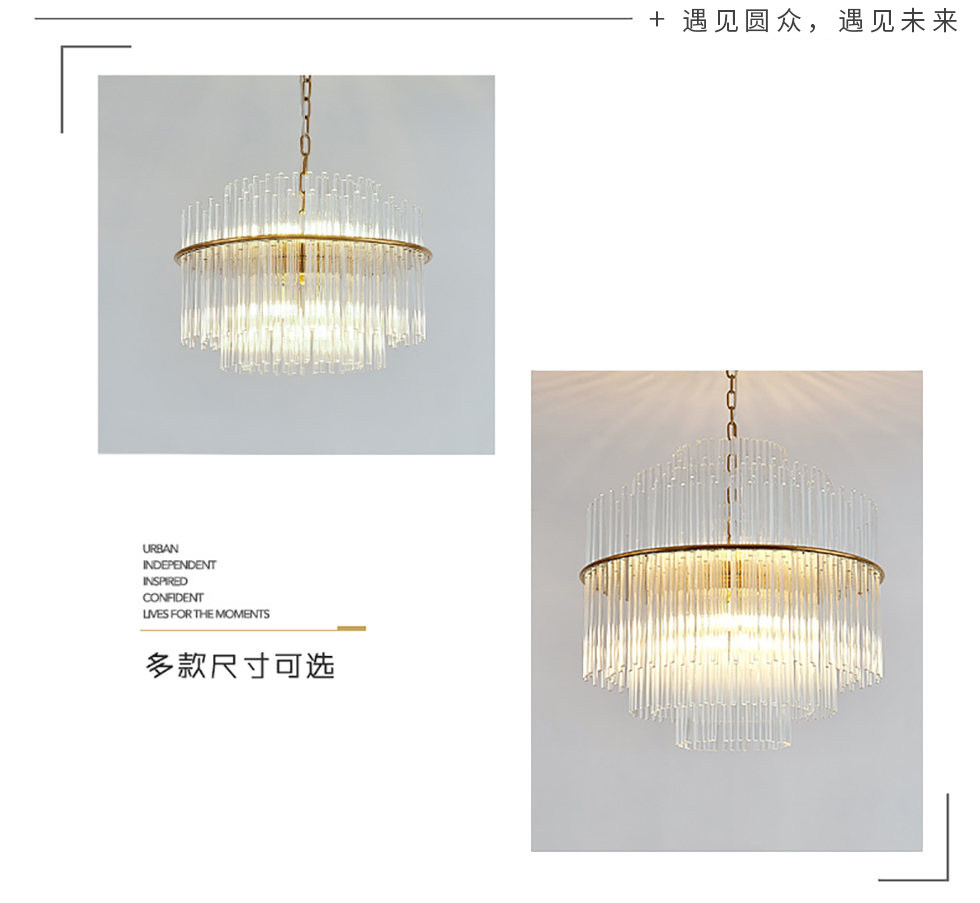 + 遇见圆众，遇见未来
URBAN
INDEPENDENT
INSPIRED
CONFIDENT
LIVES FOR THE MOMENTS
多款尺寸可选